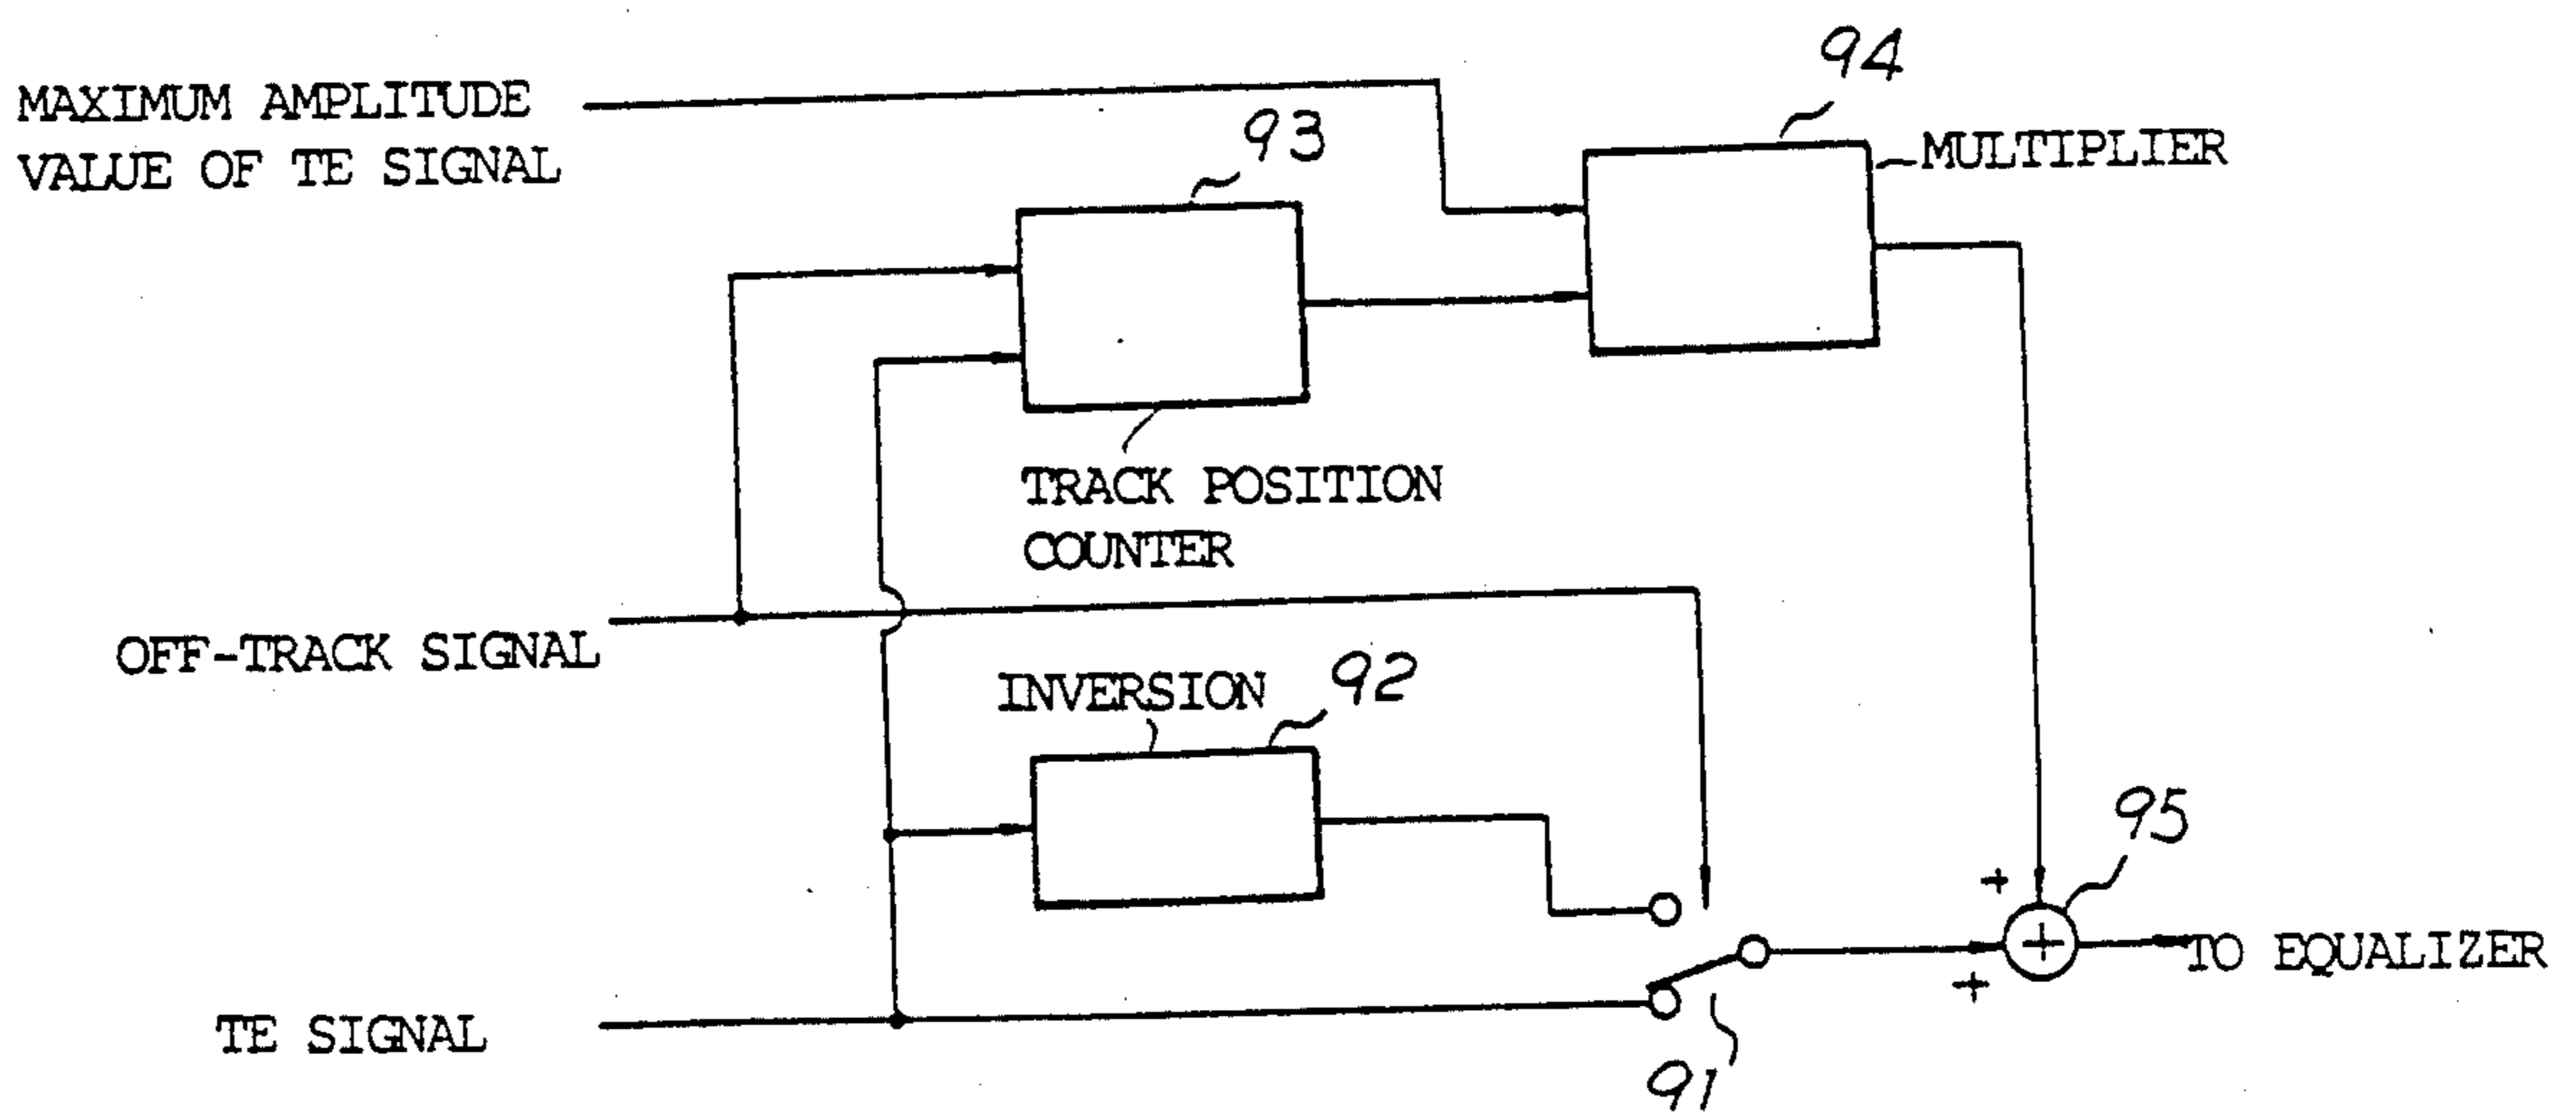 94
MAXIMUM AMPLITUDE
VALUE OF TE SIGNAL
93
MULTIPLIER
TRACK POSITION
COUNTER
OFF-TRACK SIGNAL
INVERSION
92
95
+
+
+
TO EQUALIZER
TE SIGNAL
91